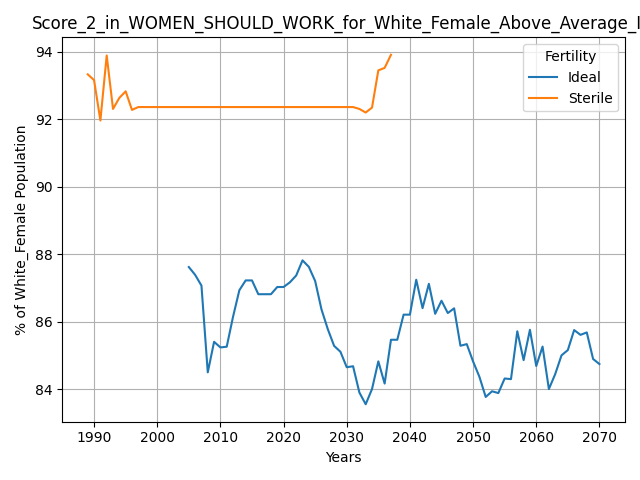 Score_2_in_WOMEN_SHOULD_WORK_for_White_Female_Above_Average_I
94
92
90
88
86
84
% of White_Female Population
Fertility
Ideal
Sterile
1990 2000 2010 2020 2030 2040 2050 2060 2070
Years